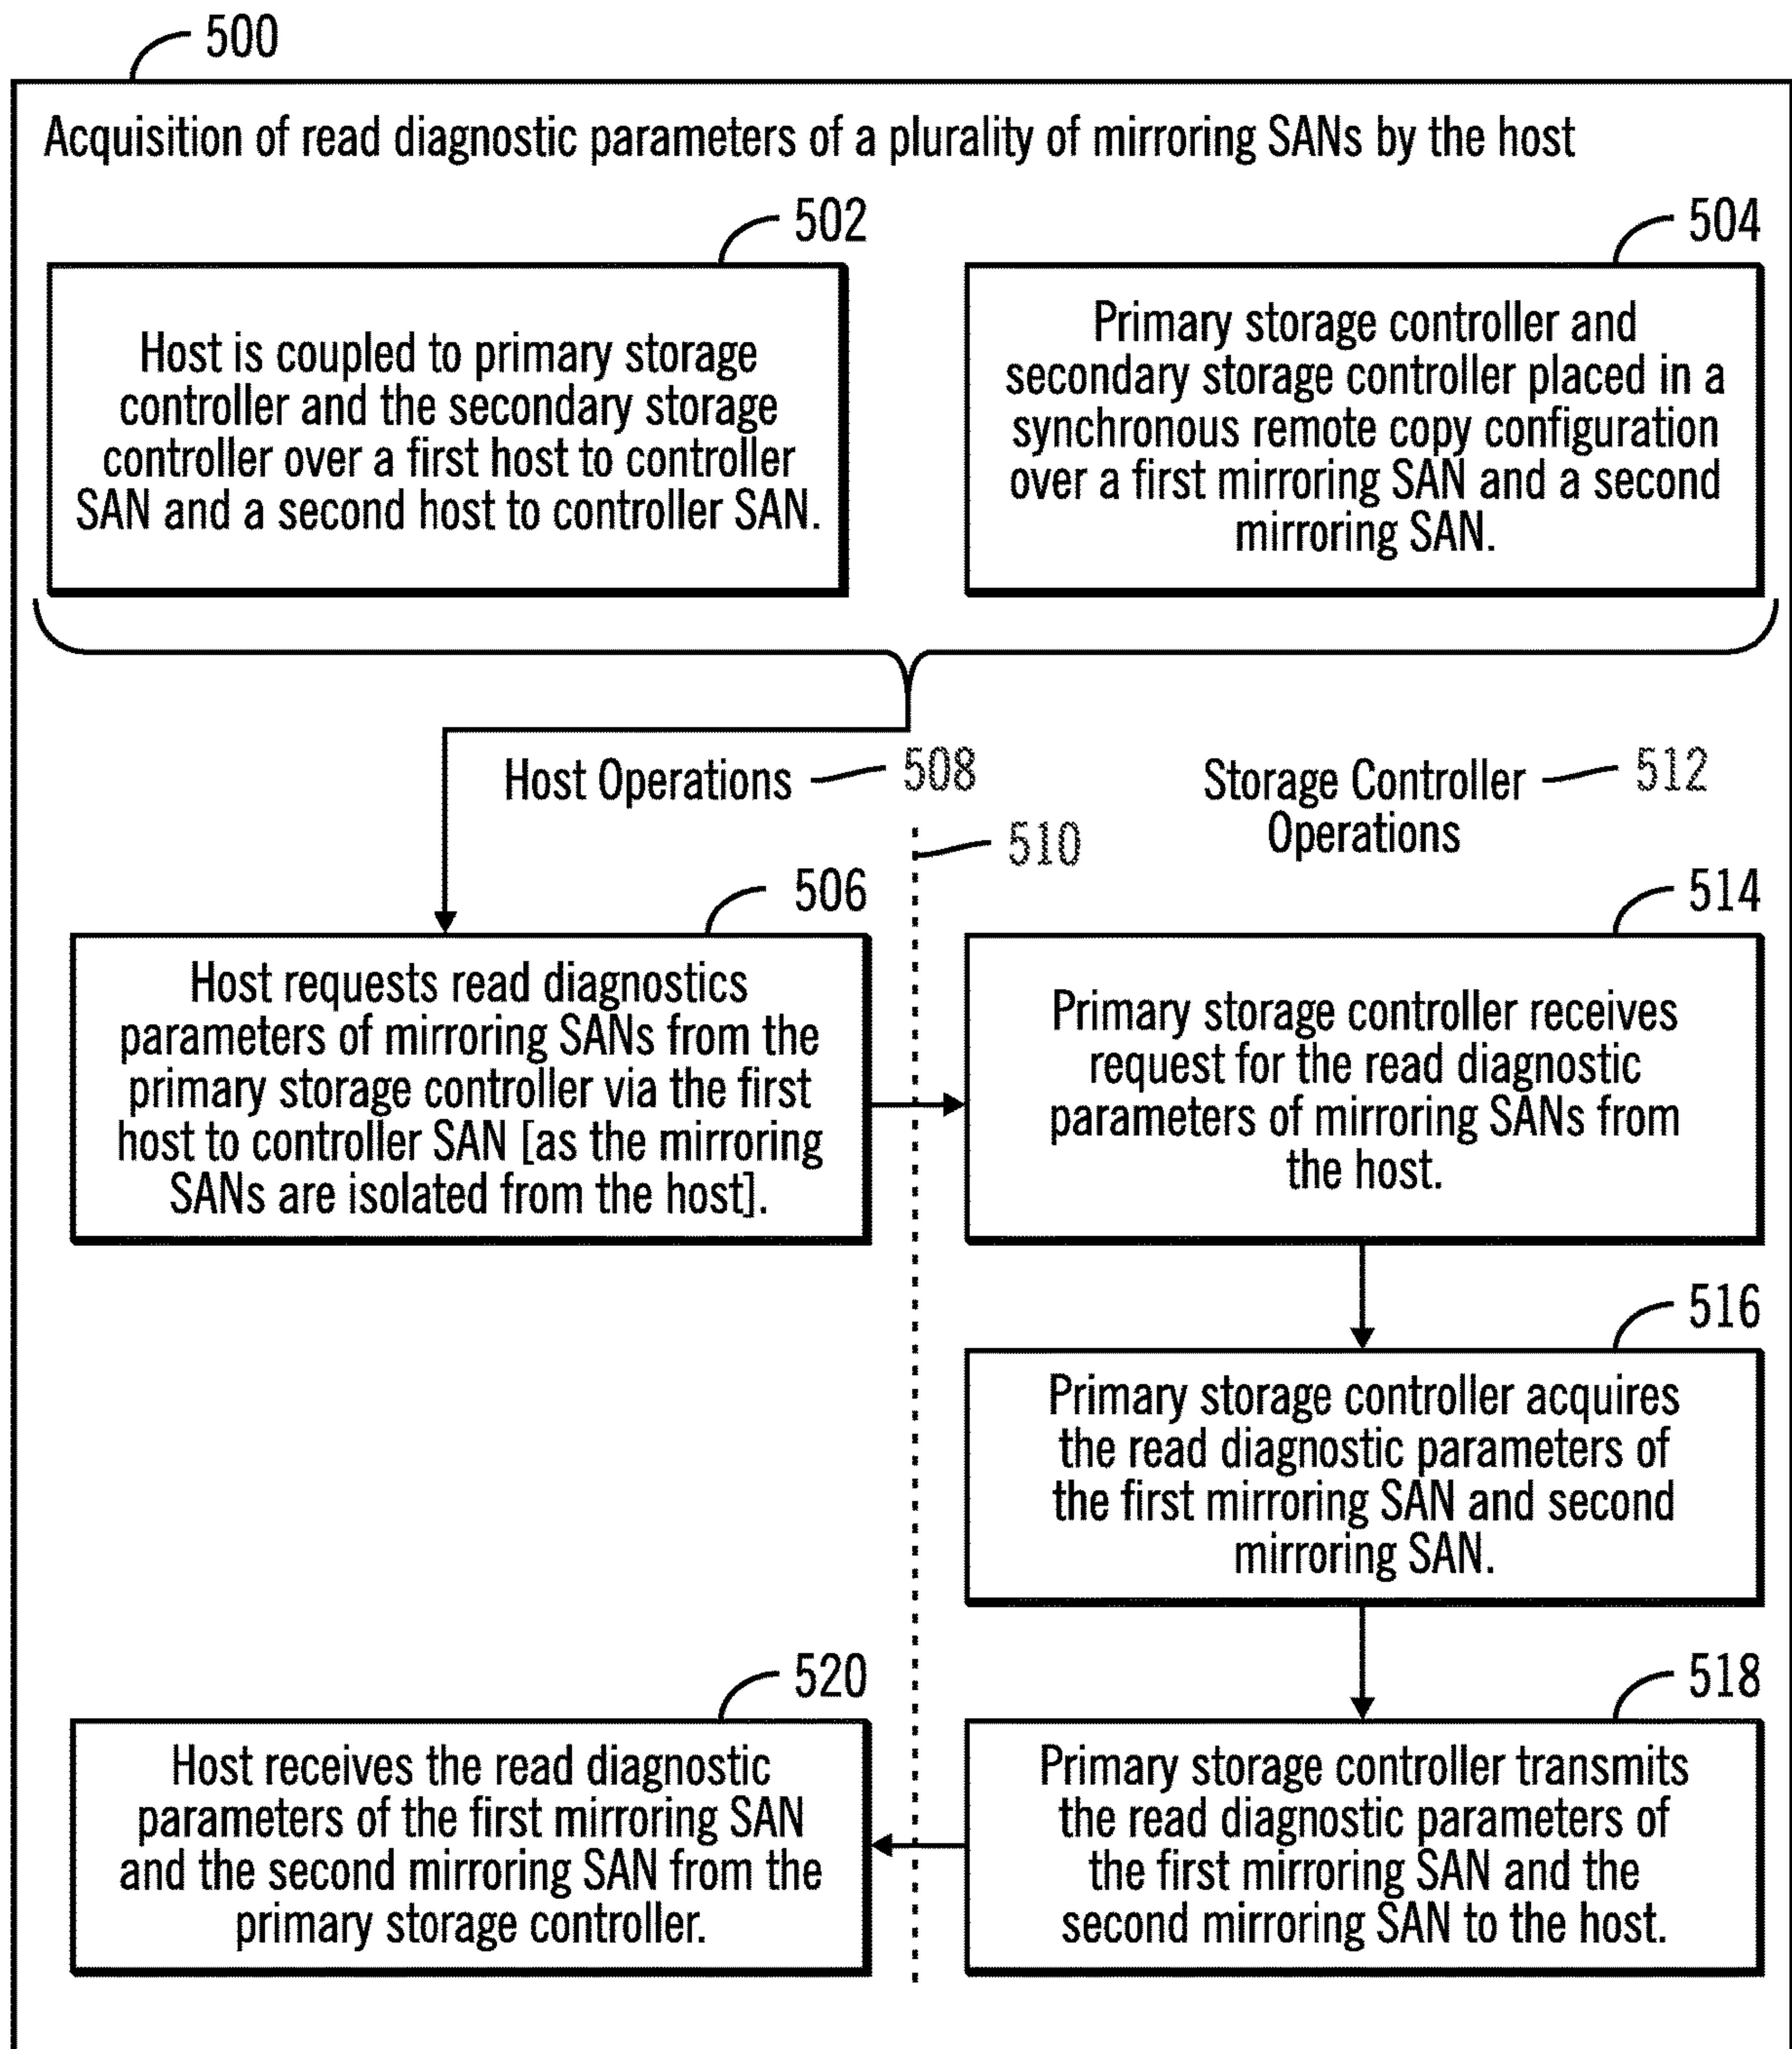 500
Acquisition of read diagnostic parameters of a plurality of mirroring SANs by the host
502
Host is coupled to primary storage
controller and the secondary storage
controller over a first host to controller
SAN and a second host to controller SAN.
504
Primary storage controller and
secondary storage controller placed in a
synchronous remote copy configuration
over a first mirroring SAN and a second
mirroring SAN.
Host Operations
508
Storage Controller
Operations
512
510
506
Host requests read diagnostics
parameters of mirroring SANs from the
primary storage controller via the first
host to controller SAN [as the mirroring
SANs are isolated from the host].
514
Primary storage controller receives
request for the read diagnostic
parameters of mirroring SANs from
the host.
516
Primary storage controller acquires
the read diagnostic parameters of
the first mirroring SAN and second
mirroring SAN.
518
Primary storage controller transmits
the read diagnostic parameters of
the first mirroring SAN and the
second mirroring SAN to the host.
520
Host receives the read diagnostic
parameters of the first mirroring SAN
and the second mirroring SAN from the
primary storage controller.